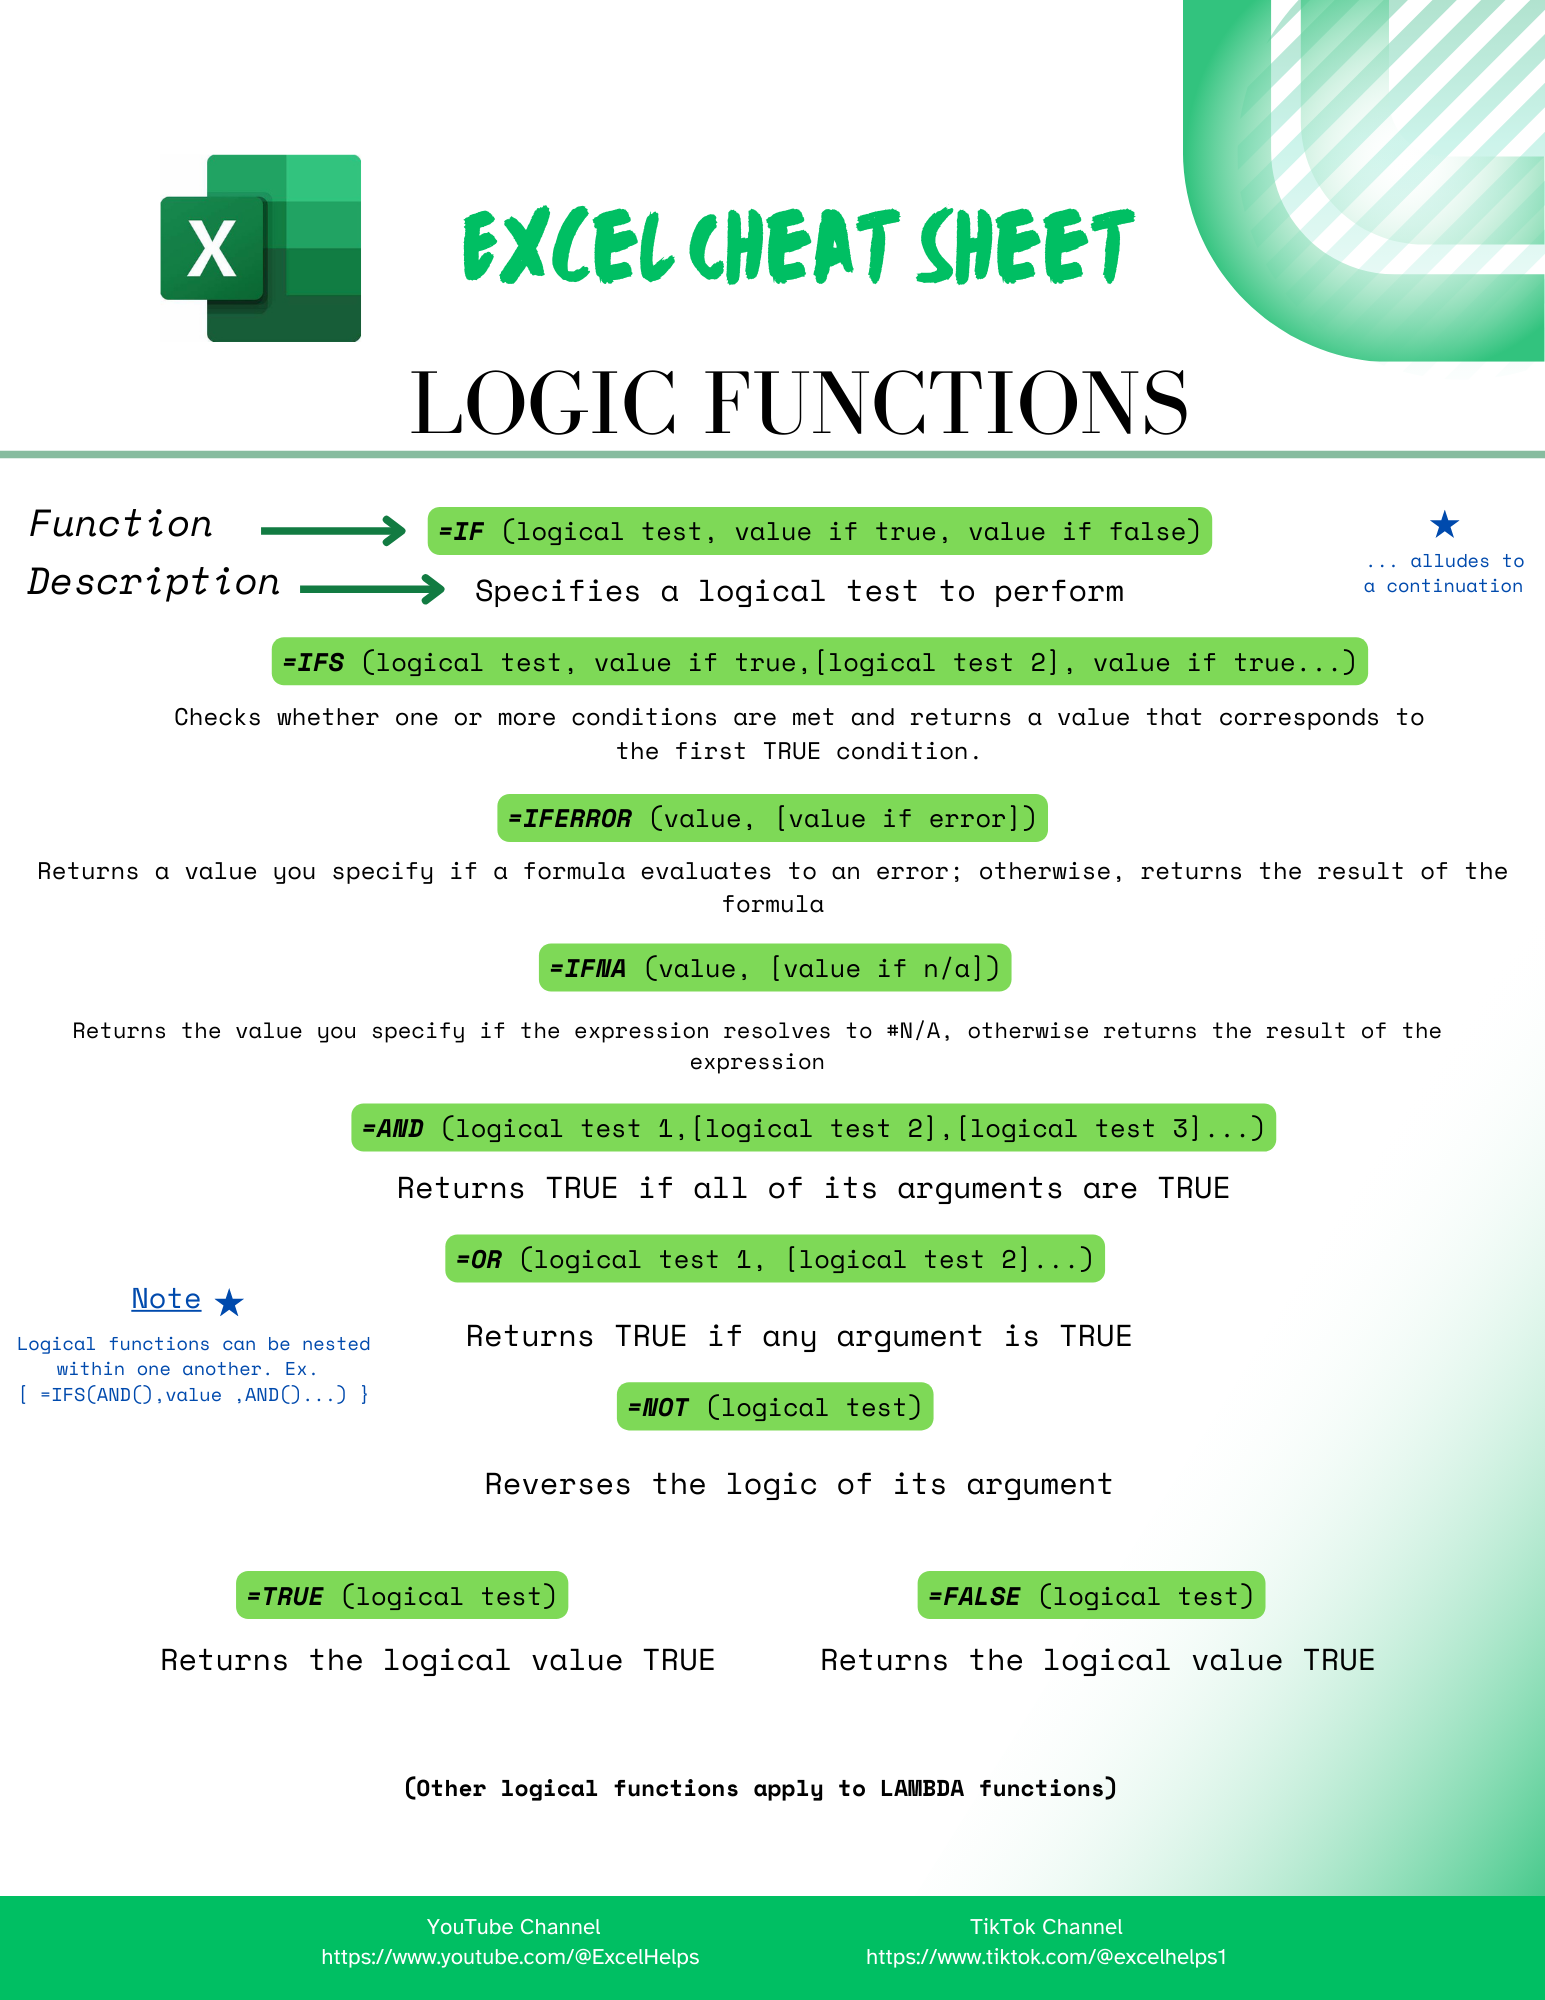 X
EXCEL CHEAT SHEET
LOGIC FUNCTIONS
Function
=IF (logical test, value if true, value if false)
Description
Specifies a logical test to perform
... alludes to
a continuation
=IFS (logical test, value if true,[logical test 2], value if true...)
Checks whether one or more conditions are met and returns a value that corresponds to
the first TRUE condition.
=IFERROR (value, [value if error])
Returns a value you specify if a formula evaluates to an error; otherwise, returns the result of the
formula
=IFNA (value, [value if n/a])
Returns the value you specify if the expression resolves to #N/A, otherwise returns the result of the
expression
=AND (logical test 1,[logical test 2],[logical test 3]...)
Returns TRUE if all of its arguments are TRUE
=OR (logical test 1, [logical test 2]...)
Returns TRUE if any argument is TRUE
Note
Logical functions can be nested
within one another. Ex.
[ =IFS(AND(),value ,AND()...) }
=NOT (logical test)
Reverses the logic of its argument
=TRUE (logical test)
Returns the logical value TRUE
=FALSE (logical test)
Returns the logical value TRUE
(Other logical functions apply to LAMBDA functions)
YouTube Channel
https://www.youtube.com/@ExcelHelps
TikTok Channel
https://www.tiktok.com/@excelhelps1